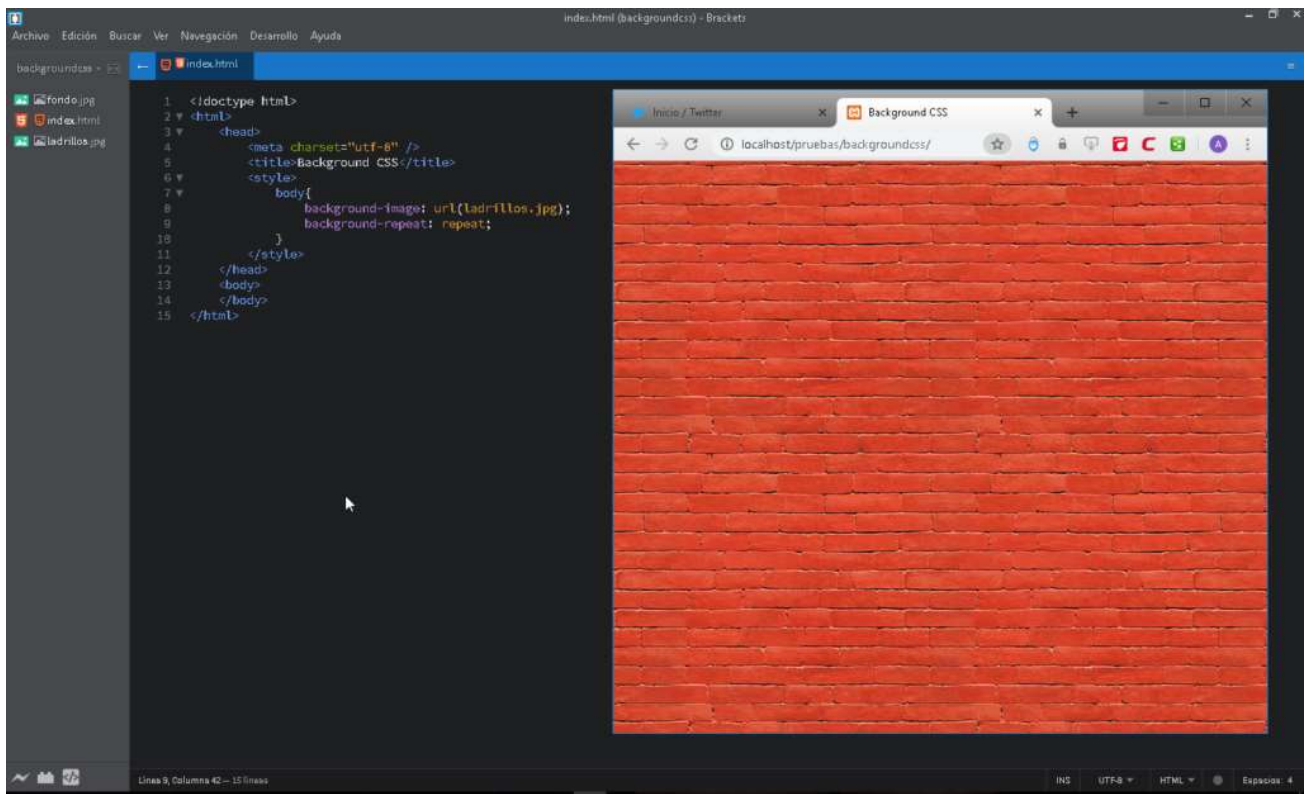 index.html (backgroundcss) - Brackets
Archivo Edición Buscar Ver Navegación Desarrollo Ayuda
backgroundcss
index.html
fondo.jpg
index.html
ladrillos.jpg
1 <!doctype html>
2 <html>
3 <head>
4 <meta charset="utf-8" />
5 <title>Background CSS</title>
6 <style>
7 body{
8 background-image: url(ladrillos.jpg);
9 background-repeat: repeat;
10 }
11 </style>
12 </head>
13 <body>
14 </body>
15 </html>
Inicio / Twitter
Background CSS
localhost/pruebas/backgroundcss/
A
Línea 9, Columna 42 — 15 líneas
INS UTF-8 HTML Espacios: 4